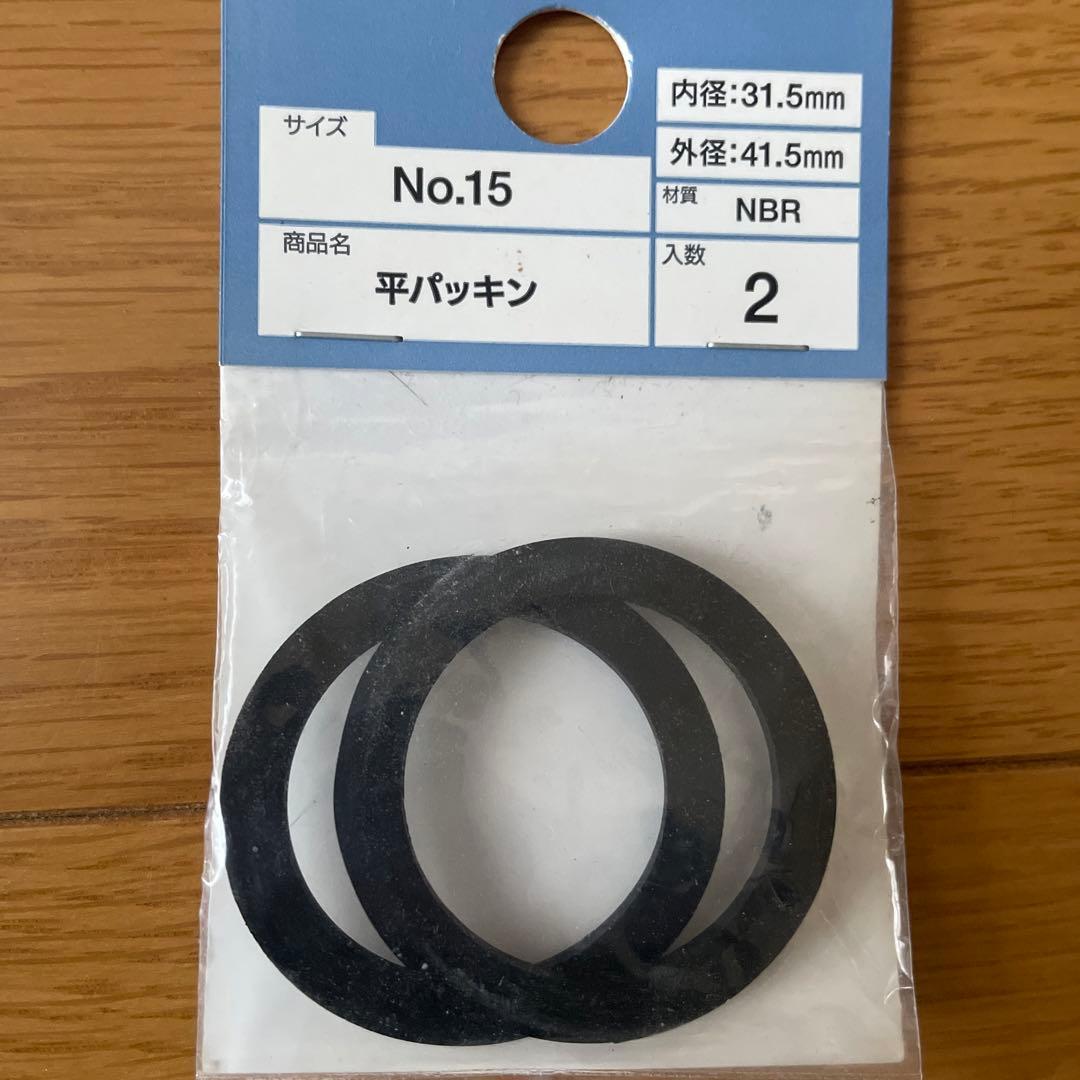 サイズ
No.15
商品名
平パッキン
内径:31.5mm
外径:41.5mm
材質
NBR
入数
2